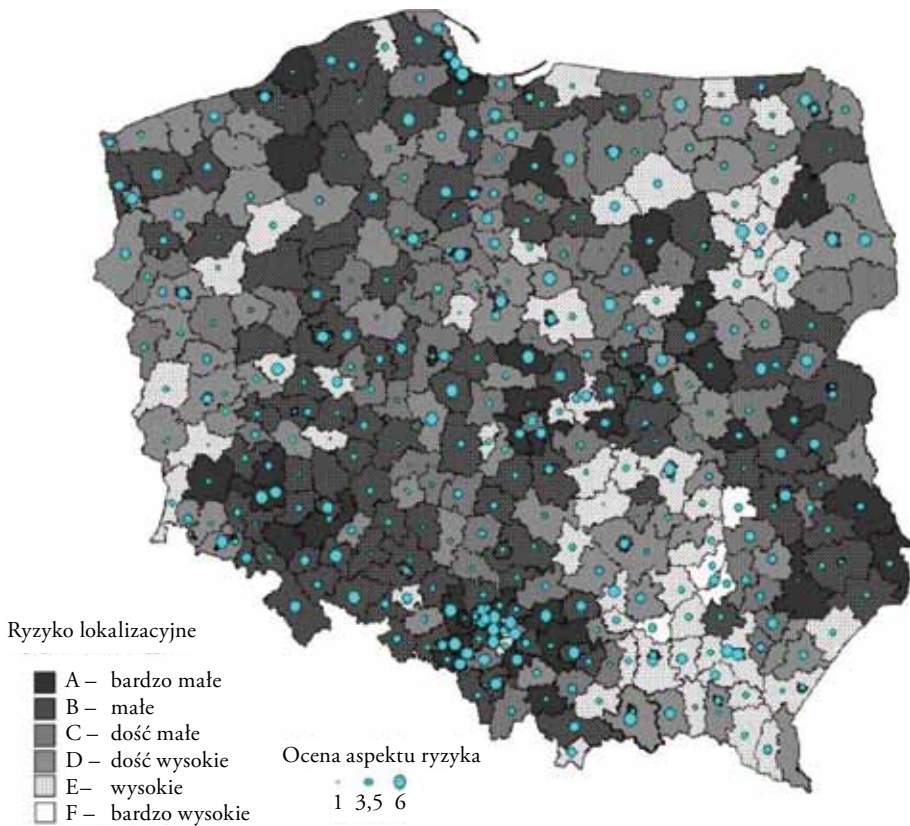 Ryzyko lokalizacyjne
A – bardzo małe
B – małe
C – dość małe
D – dość wysokie
E – wysokie
F – bardzo wysokie
Ocena aspektu ryzyka
1 3,5 6